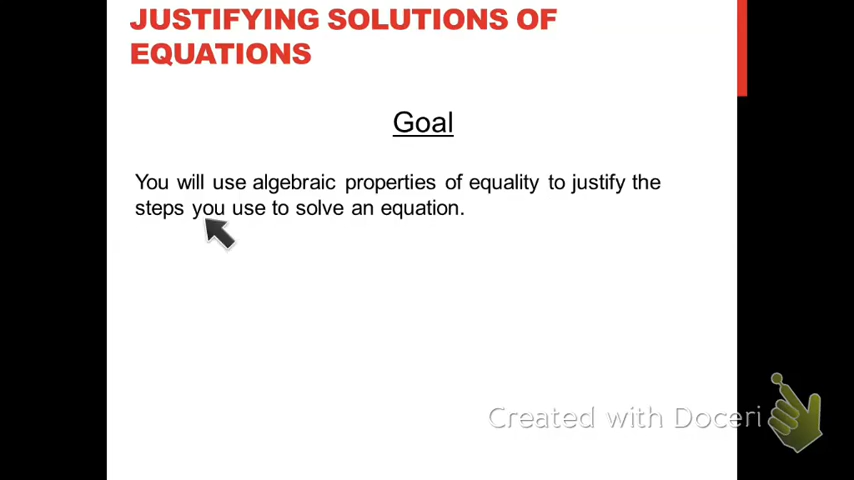 JUSTIFYING SOLUTIONS OF
EQUATIONS
Goal
You will use algebraic properties of equality to justify the
steps you use to solve an equation.
Created with Doceri